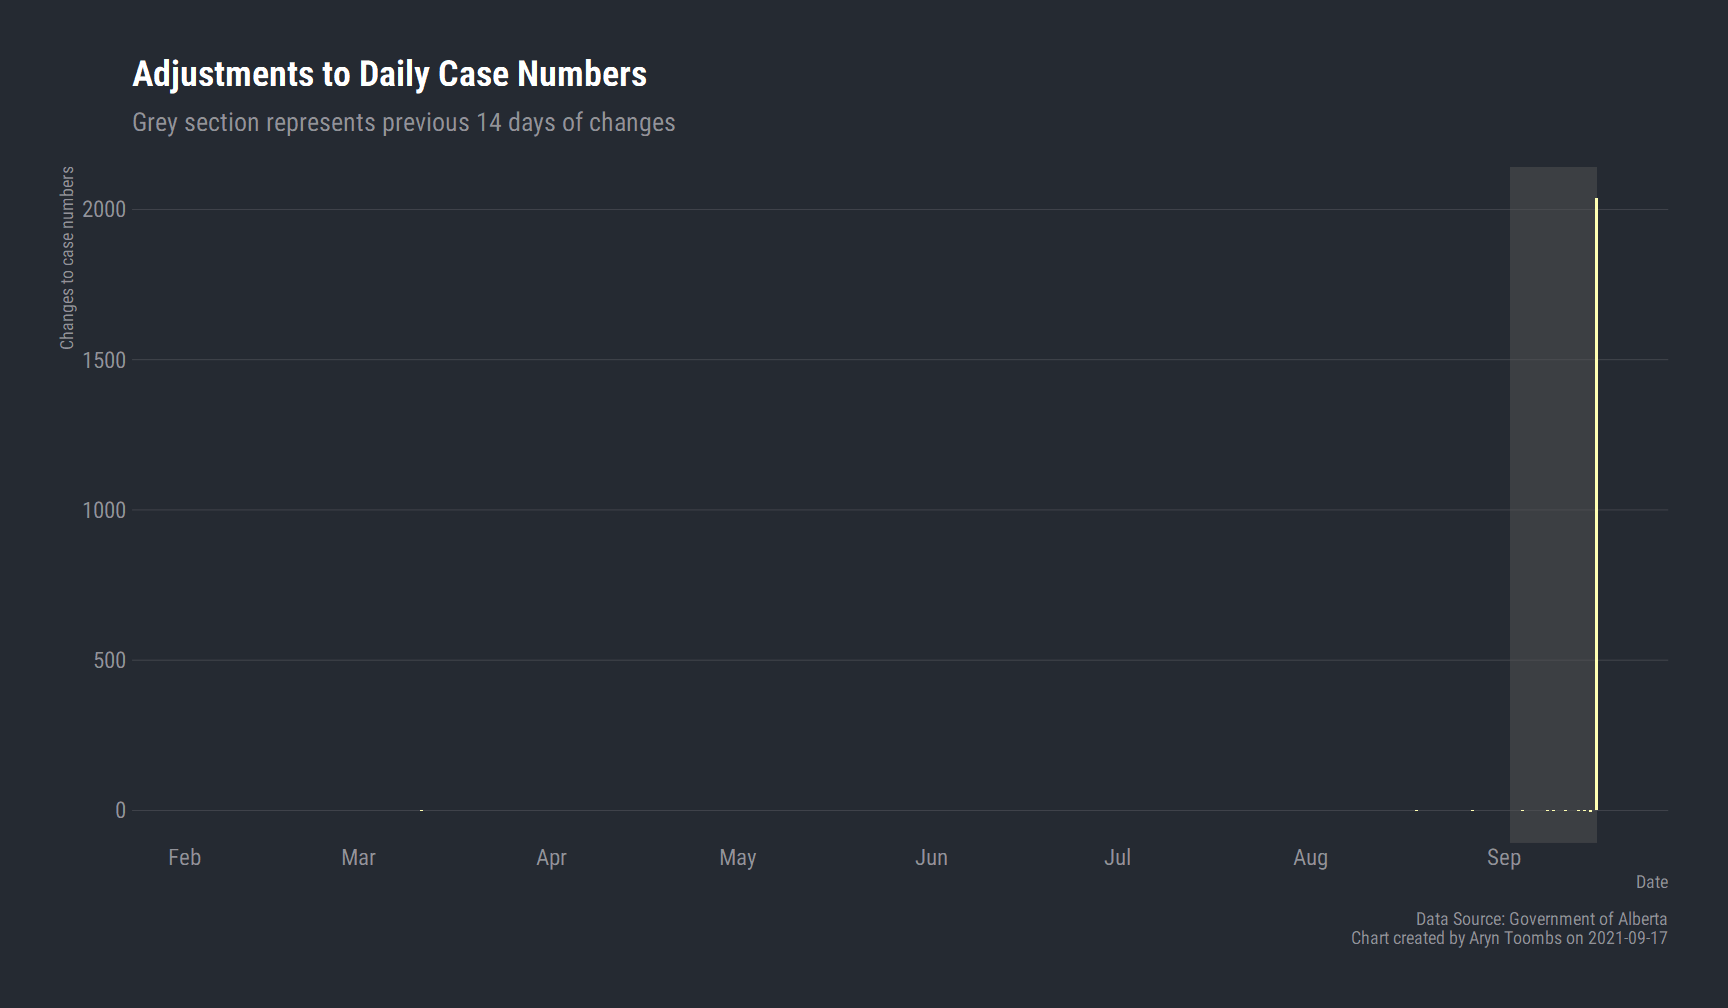 Adjustments to Daily Case Numbers
Grey section represents previous 14 days of changes
Changes to case numbers
2000
1500
1000
500
0
Feb Mar Apr May Jun Jul Aug Sep
Date
Data Source: Government of Alberta
Chart created by Aryn Toombs on 2021-09-17